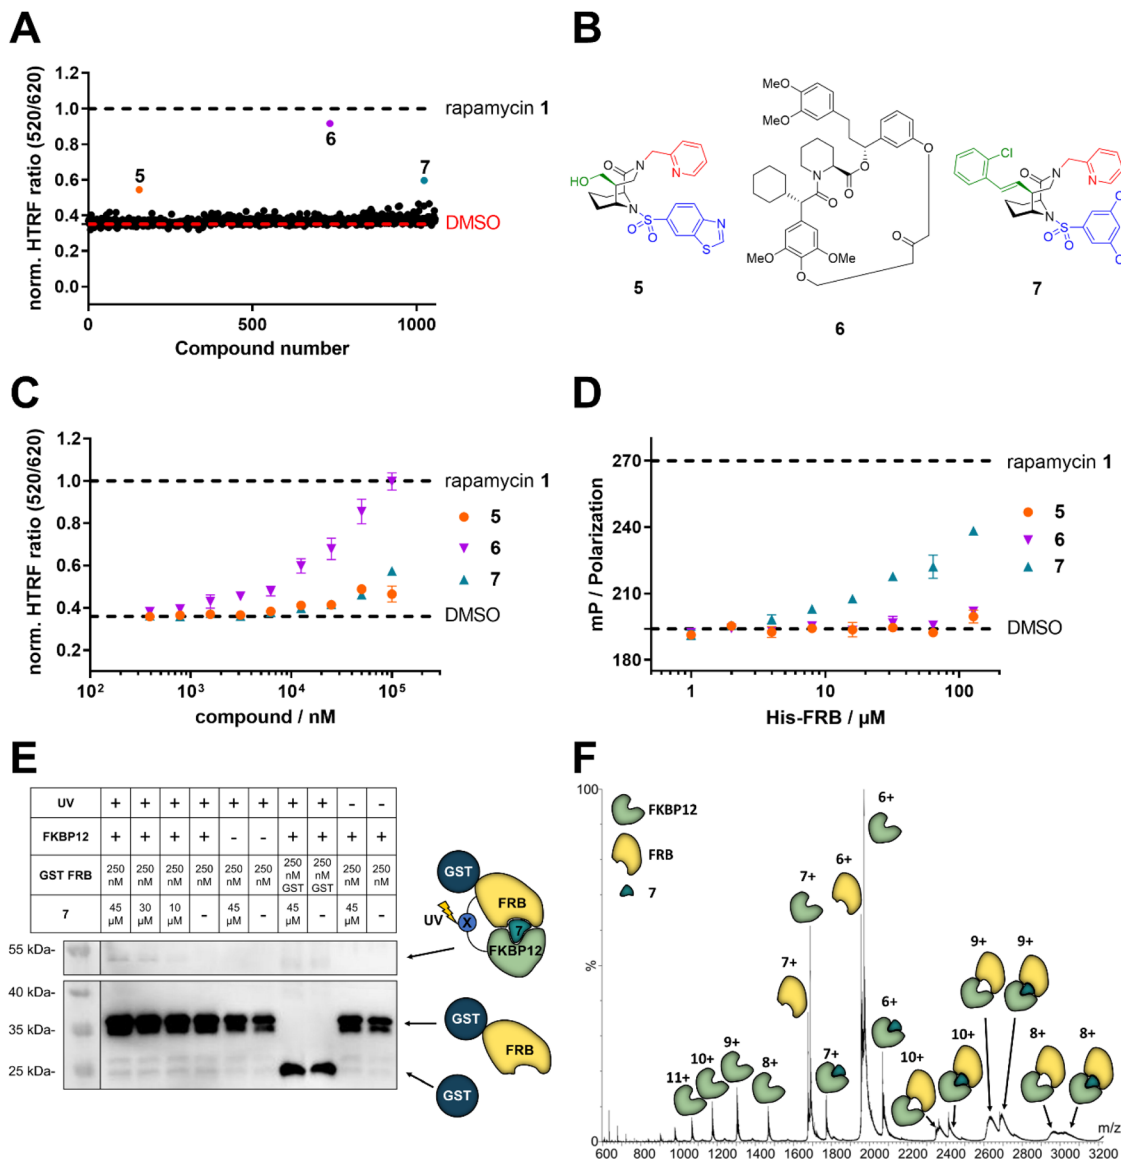 A
norm. HTRF ratio (520/620)
1.2
1.0
0.8
0.6
0.4
0.2
0.0
0
500
1000
Compound number
5
6
7
rapamycin 1
DMSO
B
HO
O
N
N
N
S
O
O
N
S
5
MeO
MeO
O
O
N
O
O
O
MeO
OMe
O
6
Cl
O
N
N
N
O
S
O
7
C
norm. HTRF ratio (520/620)
1.2
1.0
0.8
0.6
0.4
0.2
10²
10³
10⁴
10⁵
compound / nM
rapamycin 1
5
6
7
DMSO
D
mP / Polarization
270
240
210
180
1
10
100
His-FRB / µM
rapamycin 1
5
6
7
DMSO
E
UV + + + + + + + + - -
FKBP12 + + + + - - + + + +
GST FRB 250 nM 250 nM 250 nM 250 nM 250 nM 250 nM 250 nM GST 250 nM GST 250 nM 250 nM
7 45 µM 30 µM 10 µM - 45 µM - 45 µM - 45 µM -
55 kDa-
40 kDa-
35 kDa-
25 kDa-
GST
FRB
UV
X
7
FKBP12
GST
FRB
GST
F
100
%
0
FKBP12
FRB
7
11+
10+
9+
8+
7+
7+
7+
6+
6+
6+
10+
10+
9+
9+
8+
8+
m/z
600 800 1000 1200 1400 1600 1800 2000 2200 2400 2600 2800 3000 3200